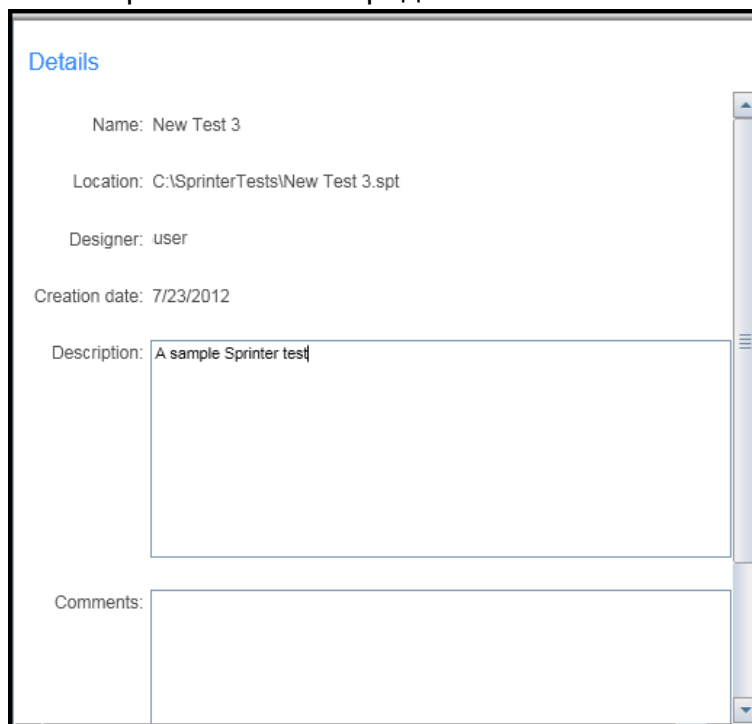 Details
Name: New Test 3
Location: C:\SprinterTests\New Test 3.spt
Designer: user
Creation date: 7/23/2012
Description: A sample Sprinter test
Comments: